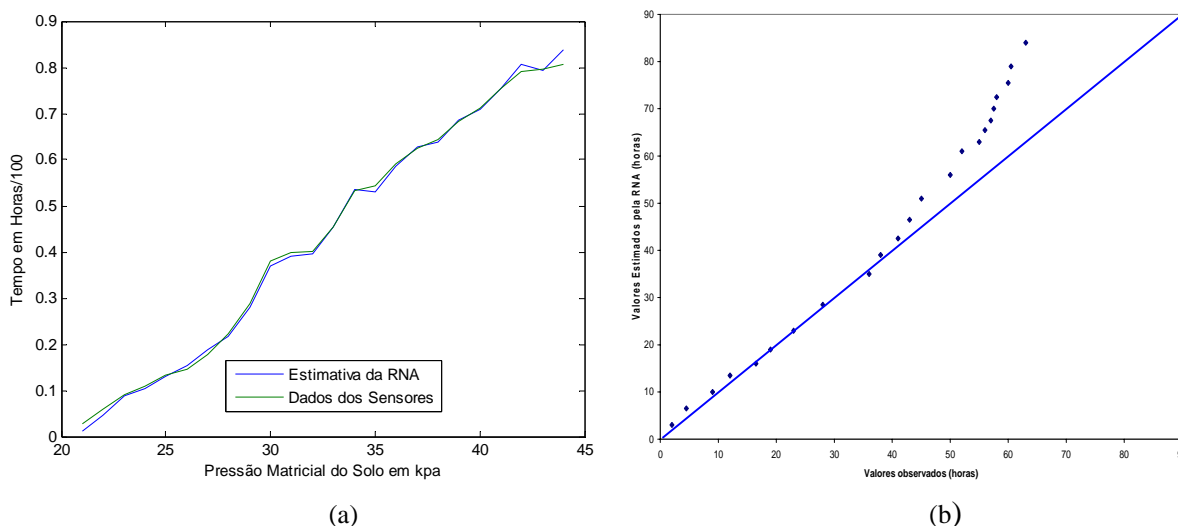 0.9
0.8
0.7
0.6
0.5
0.4
0.3
0.2
0.1
0
20 25 30 35 40 45
Tempo em Horas/100
Pressão Matricial do Solo em kpa
Estimativa da RNA
Dados dos Sensores
(a)
90
80
70
60
50
40
30
20
10
0
0 10 20 30 40 50 60 70 80
Valores Estimados pela RNA (horas)
Valores observados (horas)
(b)